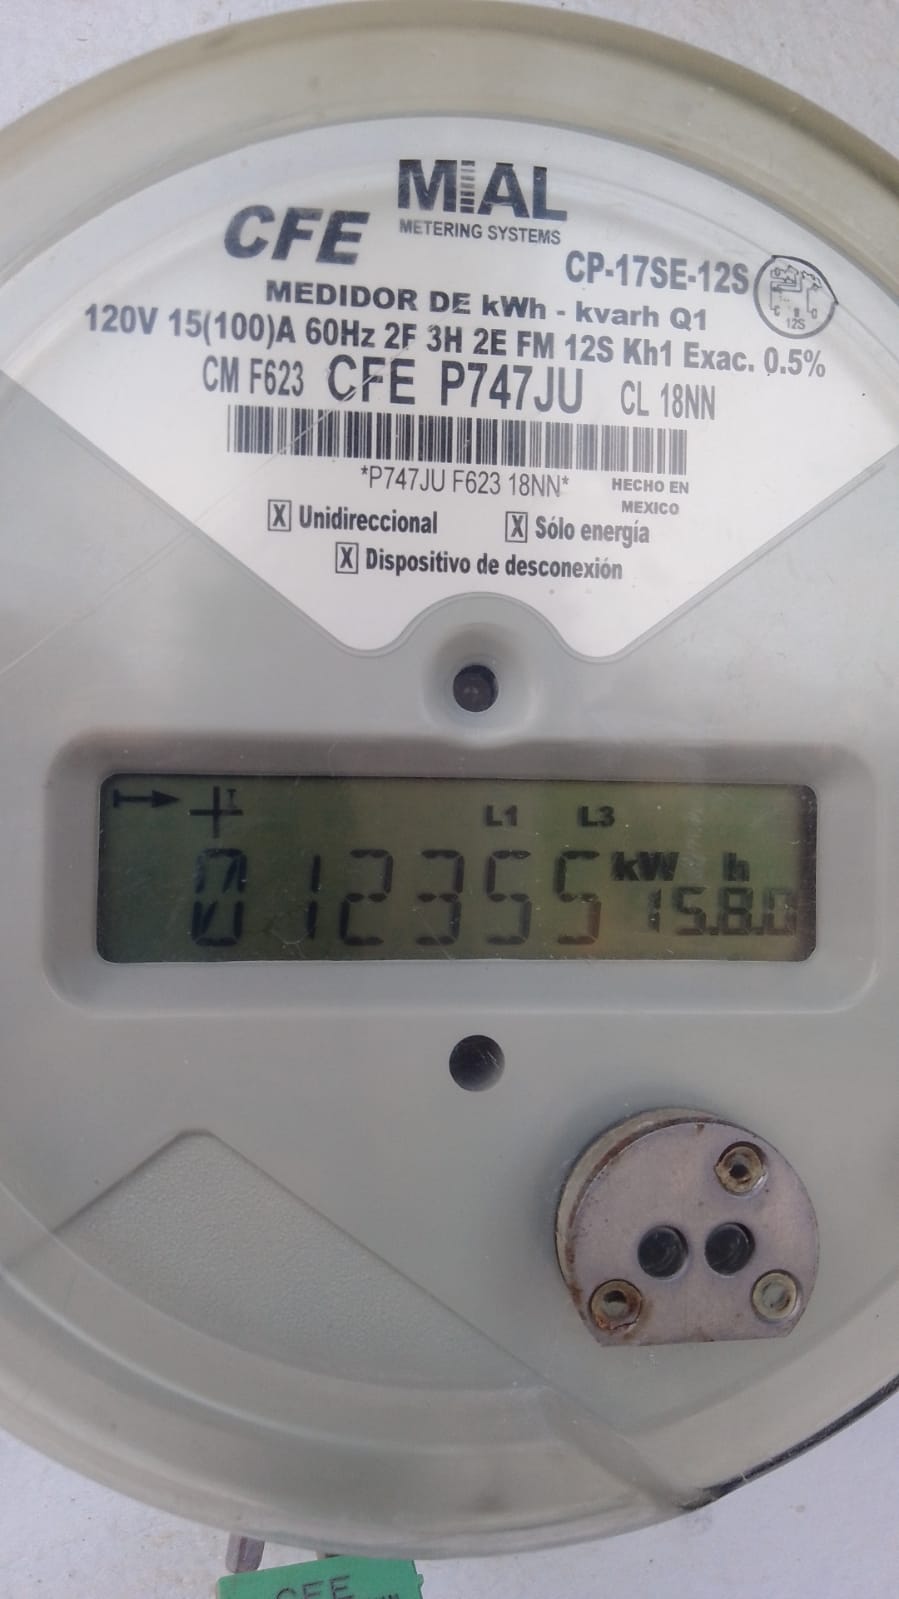 MIAL
METERING SYSTEMS
CFE
CP-17SE-12S
12S
MEDIDOR DE kWh - kvarh Q1
120V 15(100)A 60Hz 2F 3H 2E FM 12S Kh1 Exac. 0.5%
CM F623 CFE P747JU CL 18NN
*P747JU F623 18NN*
HECHO EN
MEXICO
X Unidireccional X Sólo energía
X Dispositivo de desconexión
L1 L3
012355 kW h
15.8.0
CFE